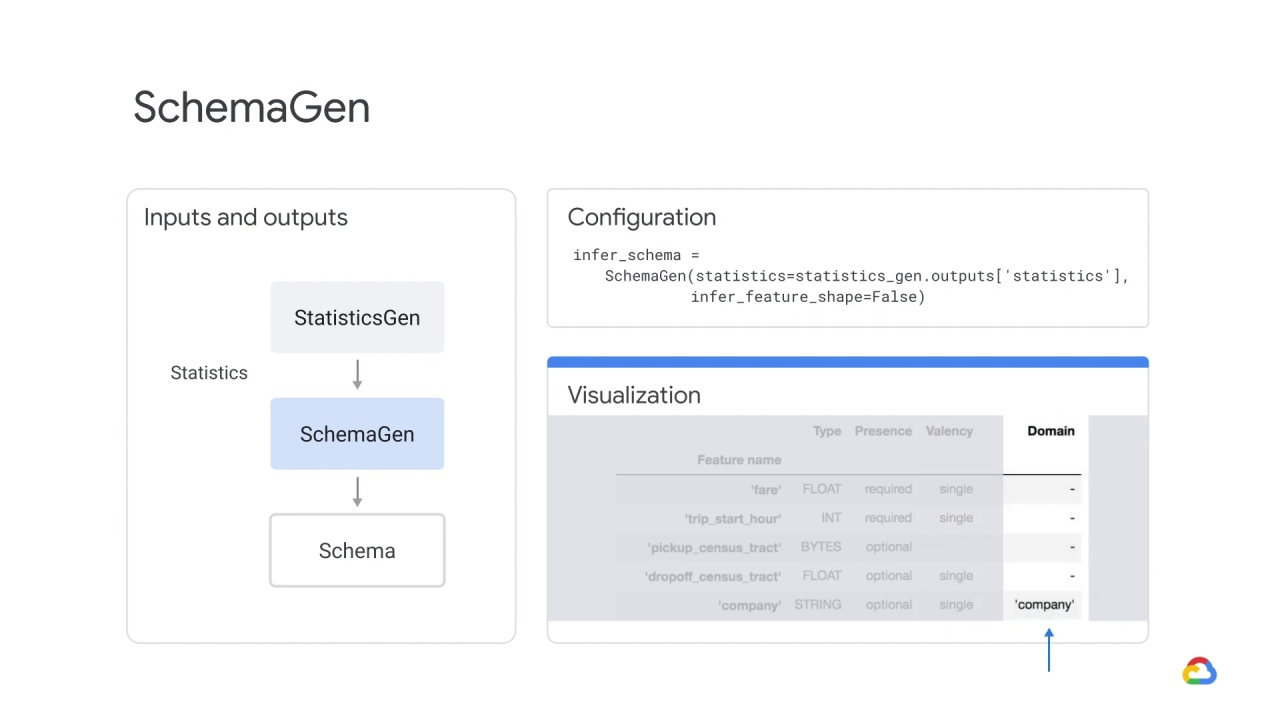 SchemaGen
Inputs and outputs
StatisticsGen
Statistics
SchemaGen
Schema
Configuration
infer_schema =
SchemaGen(statistics=statistics_gen.outputs['statistics'],
infer_feature_shape=False)
Visualization
Type Presence Valency Domain
Feature name
'fare' FLOAT required single -
'trip_start_hour' INT required single -
'pickup_census_tract' BYTES optional -
'dropoff_census_tract' FLOAT optional single -
'company' STRING optional single 'company'